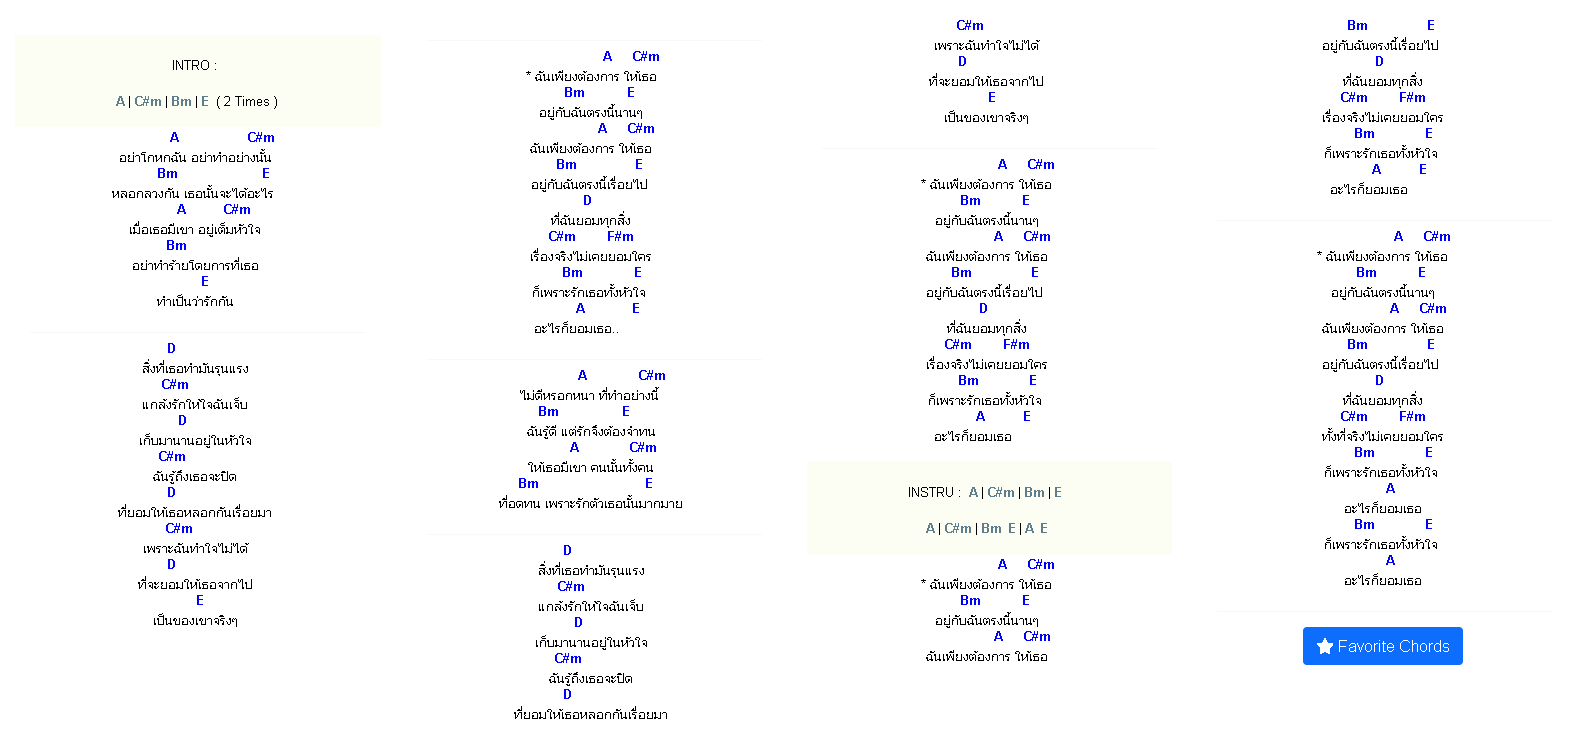 INTRO :
A | C#m | Bm | E ( 2 Times )
A C#m
อย่าโกหกฉัน อย่าทำอย่างนั้น
Bm E
หลอกลวงกัน เธอนั้นจะได้อะไร
A C#m
เมื่อเธอมีเขา อยู่เต็มหัวใจ
Bm
อย่าทำร้ายโดยการที่เธอ
E
ทำเป็นว่ารักกัน
D
สิ่งที่เธอทำมันรุนแรง
C#m
แกล้งรักให้ใจฉันเจ็บ
D
เก็บมานานอยู่ในหัวใจ
C#m
ฉันรู้ถึงเธอจะปิด
D
ที่ยอมให้เธอหลอกกันเรื่อยมา
C#m
เพราะฉันทำใจไม่ได้
D
ที่จะยอมให้เธอจากไป
E
เป็นของเขาจริงๆ
A C#m
* ฉันเพียงต้องการ ให้เธอ
Bm E
อยู่กับฉันตรงนี้นานๆ
A C#m
ฉันเพียงต้องการ ให้เธอ
Bm E
อยู่กับฉันตรงนี้เรื่อยไป
D
ที่ฉันยอมทุกสิ่ง
C#m F#m
เรื่องจริงไม่เคยยอมใคร
Bm E
ก็เพราะรักเธอทั้งหัวใจ
A E
อะไรก็ยอมเธอ..
A C#m
ไม่ดีหรอกหนา ที่ทำอย่างนี้
Bm E
ฉันรู้ดี แต่รักจึงต้องจำทน
A C#m
ให้เธอมีเขา คนนั้นทั้งคน
Bm E
ที่อดทน เพราะรักตัวเธอนั้นมากมาย
D
สิ่งที่เธอทำมันรุนแรง
C#m
แกล้งรักให้ใจฉันเจ็บ
D
เก็บมานานอยู่ในหัวใจ
C#m
ฉันรู้ถึงเธอจะปิด
D
ที่ยอมให้เธอหลอกกันเรื่อยมา
C#m
เพราะฉันทำใจไม่ได้
D
ที่จะยอมให้เธอจากไป
E
เป็นของเขาจริงๆ
A C#m
* ฉันเพียงต้องการ ให้เธอ
Bm E
อยู่กับฉันตรงนี้นานๆ
A C#m
ฉันเพียงต้องการ ให้เธอ
Bm E
อยู่กับฉันตรงนี้เรื่อยไป
D
ที่ฉันยอมทุกสิ่ง
C#m F#m
เรื่องจริงไม่เคยยอมใคร
Bm E
ก็เพราะรักเธอทั้งหัวใจ
A E
อะไรก็ยอมเธอ
INSTRU : A | C#m | Bm | E
A | C#m | Bm E | A E
A C#m
* ฉันเพียงต้องการ ให้เธอ
Bm E
อยู่กับฉันตรงนี้นานๆ
A C#m
ฉันเพียงต้องการ ให้เธอ
Bm E
อยู่กับฉันตรงนี้เรื่อยไป
D
ที่ฉันยอมทุกสิ่ง
C#m F#m
เรื่องจริงไม่เคยยอมใคร
Bm E
ก็เพราะรักเธอทั้งหัวใจ
A E
อะไรก็ยอมเธอ
A C#m
* ฉันเพียงต้องการ ให้เธอ
Bm E
อยู่กับฉันตรงนี้นานๆ
A C#m
ฉันเพียงต้องการ ให้เธอ
Bm E
อยู่กับฉันตรงนี้เรื่อยไป
D
ที่ฉันยอมทุกสิ่ง
C#m F#m
ทั้งที่จริงไม่เคยยอมใคร
Bm E
ก็เพราะรักเธอทั้งหัวใจ
A
อะไรก็ยอมเธอ
Bm E
ก็เพราะรักเธอทั้งหัวใจ
A
อะไรก็ยอมเธอ
Favorite Chords